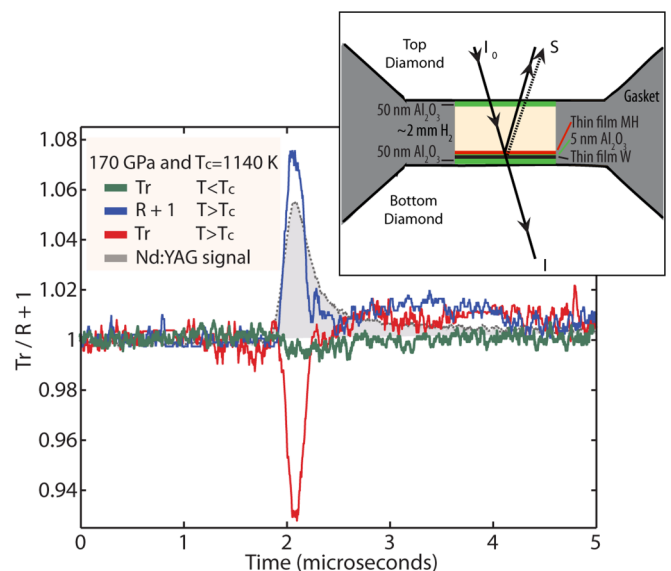 Top
Diamond
I₀
S
Gasket
50 nm Al₂O₃
~2 mm H₂
50 nm Al₂O₃
Thin film MH
5 nm Al₂O₃
Thin film W
Bottom
Diamond
I
1.08
1.06
1.04
1.02
1
0.98
0.96
0.94
Tr / R + 1
170 GPa and Tc=1140 K
Tr T<Tc
R + 1 T>Tc
Tr T>Tc
Nd:YAG signal
0 1 2 3 4 5
Time (microseconds)